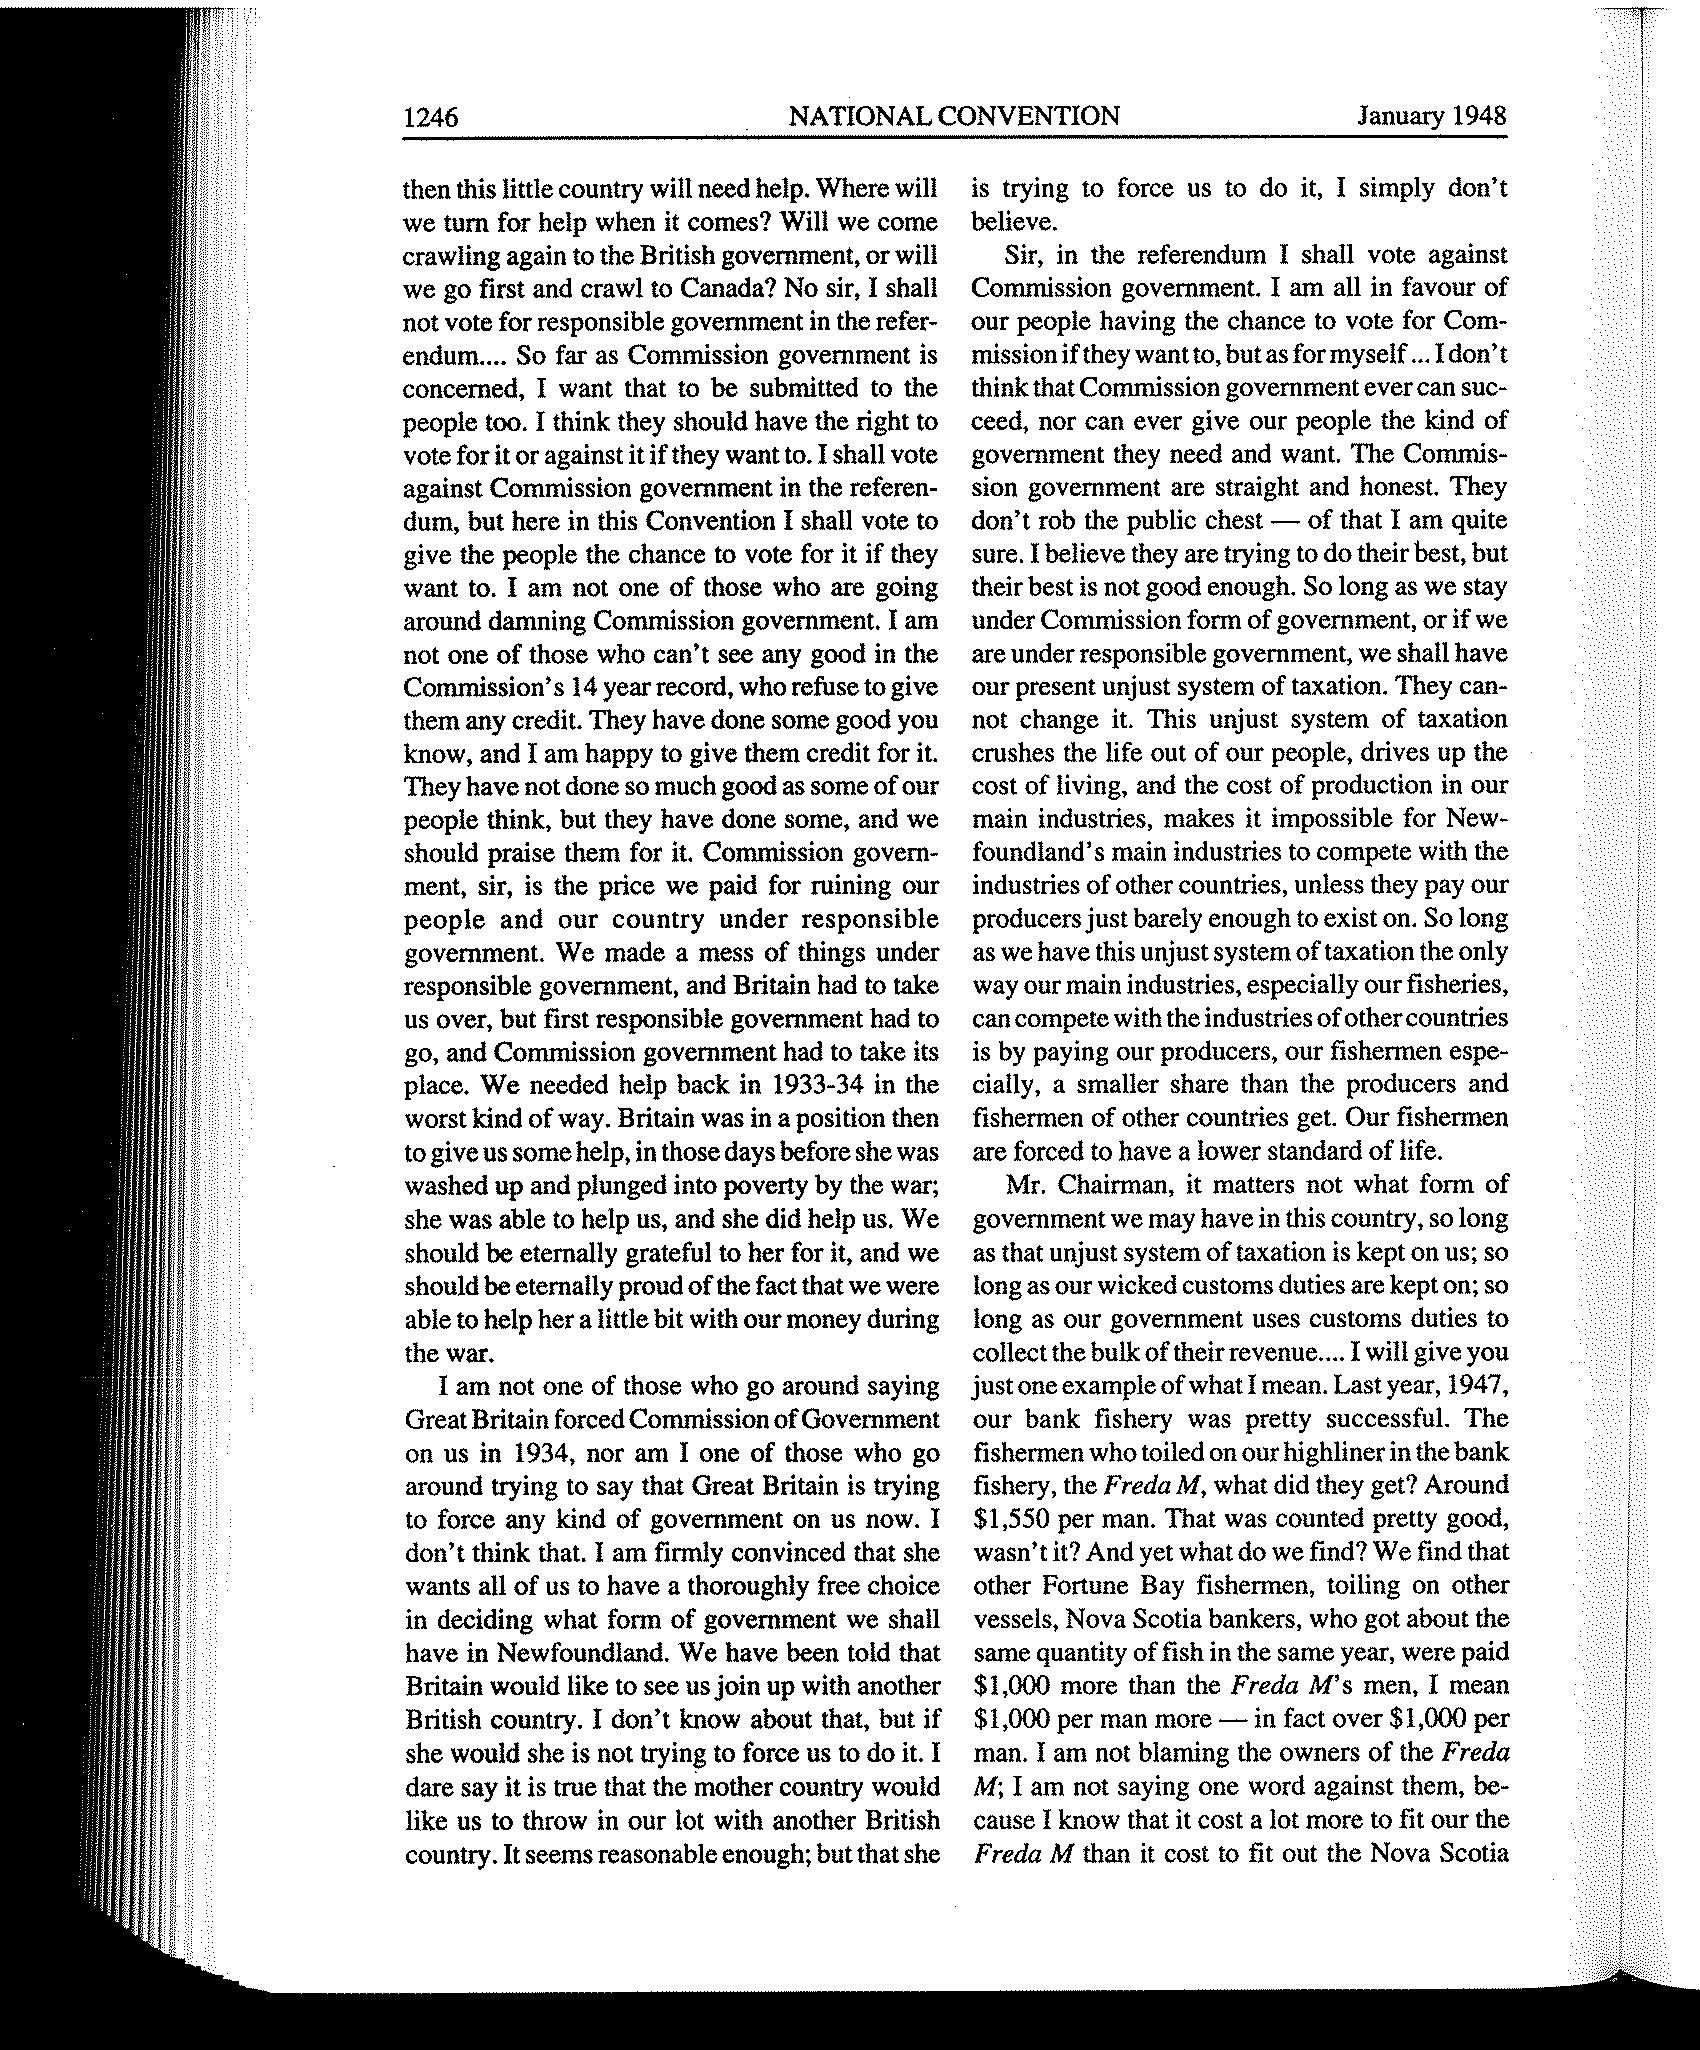 1246 NATIONAL CONVENTION January 1948
then this little country will need help. Where will
we turn for help when it comes? Will we come
crawling again to the British government, or will
we go first and crawl to Canada? No sir, I shall
not vote for responsible government in the refer-
endum.... So far as Commission government is
concerned, I want that to be submitted to the
people too. I think they should have the right to
vote for it or against it if they want to. I shall vote
against Commission government in the referen-
dum, but here in this Convention I shall vote to
give the people the chance to vote for it if they
want to. I am not one of those who are going
around damning Commission government. I am
not one of those who can't see any good in the
Commission's 14 year record, who refuse to give
them any credit. They have done some good you
know, and I am happy to give them credit for it.
They have not done so much good as some of our
people think, but they have done some, and we
should praise them for it. Commission govern-
ment, sir, is the price we paid for ruining our
people and our country under responsible
government. We made a mess of things under
responsible government, and Britain had to take
us over, but first responsible government had to
go, and Commission government had to take its
place. We needed help back in 1933-34 in the
worst kind of way. Britain was in a position then
to give us some help, in those days before she was
washed up and plunged into poverty by the war;
she was able to help us, and she did help us. We
should be eternally grateful to her for it, and we
should be eternally proud of the fact that we were
able to help her a little bit with our money during
the war.
I am not one of those who go around saying
Great Britain forced Commission of Government
on us in 1934, nor am I one of those who go
around trying to say that Great Britain is trying
to force any kind of government on us now. I
don't think that. I am firmly convinced that she
wants all of us to have a thoroughly free choice
in deciding what form of government we shall
have in Newfoundland. We have been told that
Britain would like to see us join up with another
British country. I don't know about that, but if
she would she is not trying to force us to do it. I
dare say it is true that the mother country would
like us to throw in our lot with another British
country. It seems reasonable enough; but that she
is trying to force us to do it, I simply don't
believe.
Sir, in the referendum I shall vote against
Commission government. I am all in favour of
our people having the chance to vote for Com-
mission if they want to, but as for myself ... I don't
think that Commission government ever can suc-
ceed, nor can ever give our people the kind of
government they need and want. The Commis-
sion government are straight and honest. They
don't rob the public chest — of that I am quite
sure. I believe they are trying to do their best, but
their best is not good enough. So long as we stay
under Commission form of government, or if we
are under responsible government, we shall have
our present unjust system of taxation. They can-
not change it. This unjust system of taxation
crushes the life out of our people, drives up the
cost of living, and the cost of production in our
main industries, makes it impossible for New-
foundland's main industries to compete with the
industries of other countries, unless they pay our
producers just barely enough to exist on. So long
as we have this unjust system of taxation the only
way our main industries, especially our fisheries,
can compete with the industries of other countries
is by paying our producers, our fishermen espe-
cially, a smaller share than the producers and
fishermen of other countries get. Our fishermen
are forced to have a lower standard of life.
Mr. Chairman, it matters not what form of
government we may have in this country, so long
as that unjust system of taxation is kept on us; so
long as our wicked customs duties are kept on; so
long as our government uses customs duties to
collect the bulk of their revenue.... I will give you
just one example of what I mean. Last year, 1947,
our bank fishery was pretty successful. The
fishermen who toiled on our highliner in the bank
fishery, the Freda M, what did they get? Around
$1,550 per man. That was counted pretty good,
wasn't it? And yet what do we find? We find that
other Fortune Bay fishermen, toiling on other
vessels, Nova Scotia bankers, who got about the
same quantity of fish in the same year, were paid
$1,000 more than the Freda M's men, I mean
$1,000 per man more — in fact over $1,000 per
man. I am not blaming the owners of the Freda
M; I am not saying one word against them, be-
cause I know that it cost a lot more to fit our the
Freda M than it cost to fit out the Nova Scotia